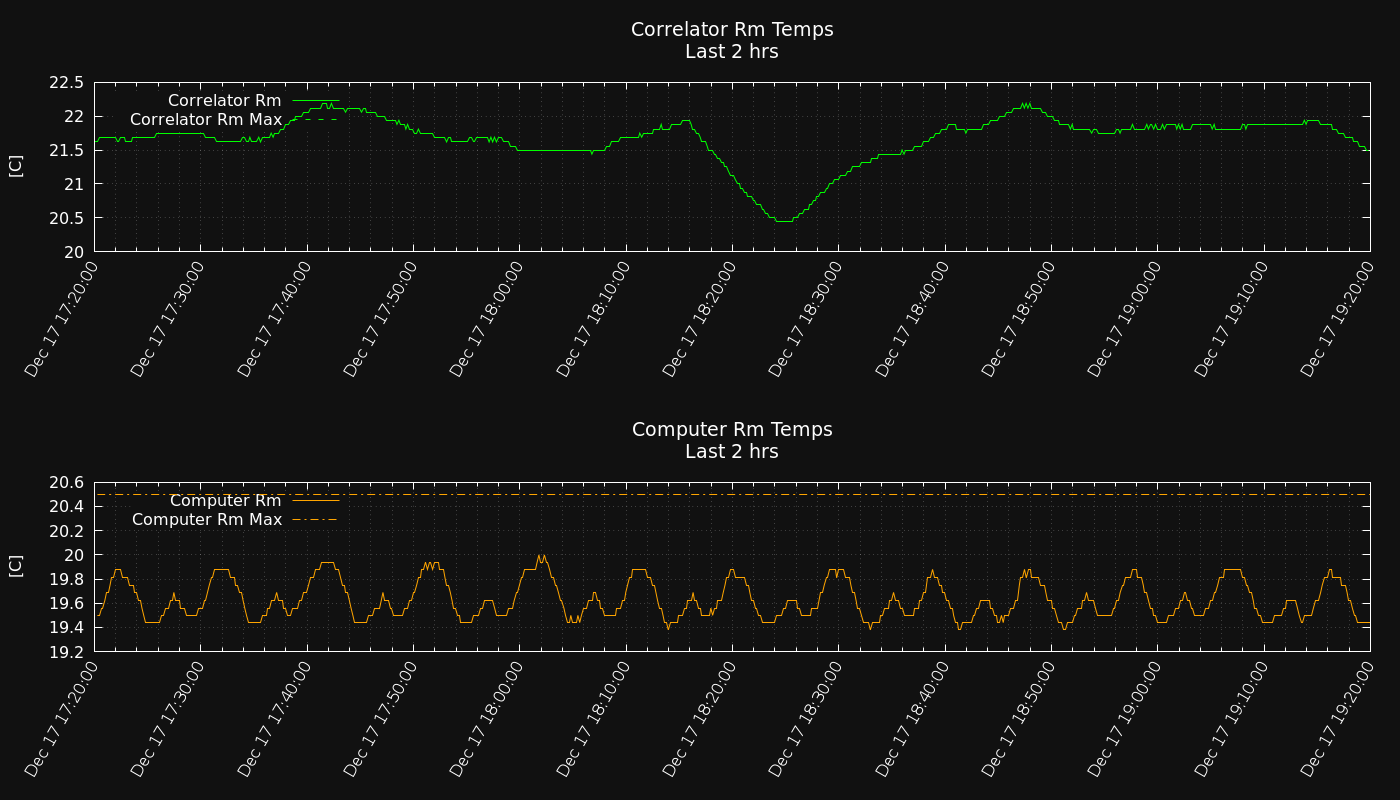 Correlator Rm Temps
Last 2 hrs
22.5
22
21.5
21
20.5
20
[C]
Correlator Rm
Correlator Rm Max
Dec 17 17:20:00
Dec 17 17:30:00
Dec 17 17:40:00
Dec 17 17:50:00
Dec 17 18:00:00
Dec 17 18:10:00
Dec 17 18:20:00
Dec 17 18:30:00
Dec 17 18:40:00
Dec 17 18:50:00
Dec 17 19:00:00
Dec 17 19:10:00
Dec 17 19:20:00
Computer Rm Temps
Last 2 hrs
20.6
20.4
20.2
20
19.8
19.6
19.4
19.2
[C]
Computer Rm
Computer Rm Max
Dec 17 17:20:00
Dec 17 17:30:00
Dec 17 17:40:00
Dec 17 17:50:00
Dec 17 18:00:00
Dec 17 18:10:00
Dec 17 18:20:00
Dec 17 18:30:00
Dec 17 18:40:00
Dec 17 18:50:00
Dec 17 19:00:00
Dec 17 19:10:00
Dec 17 19:20:00